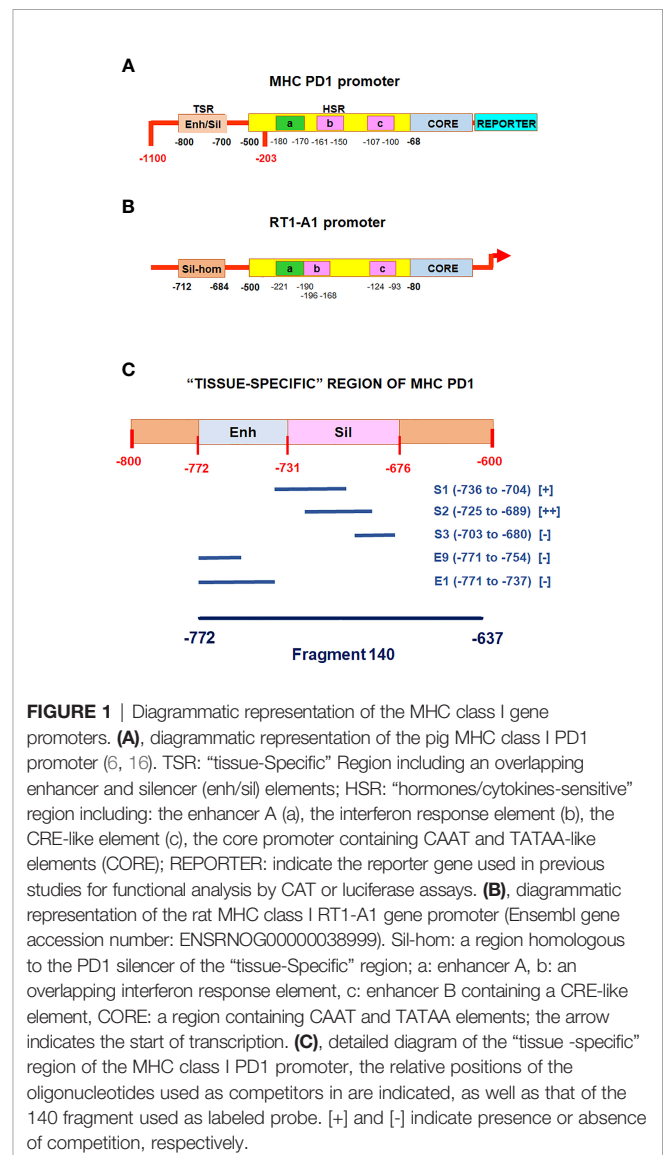 A
MHC PD1 promoter
TSR HSR
Enh/Sil a b c CORE REPORTER
-800 -700 -500 -180 -170 -161 -150 -107 -100 -68
-1100 -203
B
RT1-A1 promoter
Sil-hom a b c CORE
-712 -684 -500 -221 -190 -124 -93 -80
-196 -168
C
“TISSUE-SPECIFIC” REGION OF MHC PD1
Enh Sil
-800 -772 -731 -676 -600
S1 (-736 to -704) [+]
S2 (-725 to -689) [++]
S3 (-703 to -680) [-]
E9 (-771 to -754) [-]
E1 (-771 to -737) [-]
-772 -637
Fragment 140
FIGURE 1 | Diagrammatic representation of the MHC class I gene
promoters. (A), diagrammatic representation of the pig MHC class I PD1
promoter (6, 16). TSR: “tissue-Specific” Region including an overlapping
enhancer and silencer (enh/sil) elements; HSR: “hormones/cytokines-sensitive”
region including: the enhancer A (a), the interferon response element (b), the
CRE-like element (c), the core promoter containing CAAT and TATAA-like
elements (CORE); REPORTER: indicate the reporter gene used in previous
studies for functional analysis by CAT or luciferase assays. (B), diagrammatic
representation of the rat MHC class I RT1-A1 gene promoter (Ensembl gene
accession number: ENSRNOG00000038999). Sil-hom: a region homologous
to the PD1 silencer of the “tissue-Specific” region; a: enhancer A, b: an
overlapping interferon response element, c: enhancer B containing a CRE-like
element, CORE: a region containing CAAT and TATAA elements; the arrow
indicates the start of transcription. (C), detailed diagram of the “tissue -specific”
region of the MHC class I PD1 promoter, the relative positions of the
oligonucleotides used as competitors in are indicated, as well as that of the
140 fragment used as labeled probe. [+] and [-] indicate presence or absence
of competition, respectively.